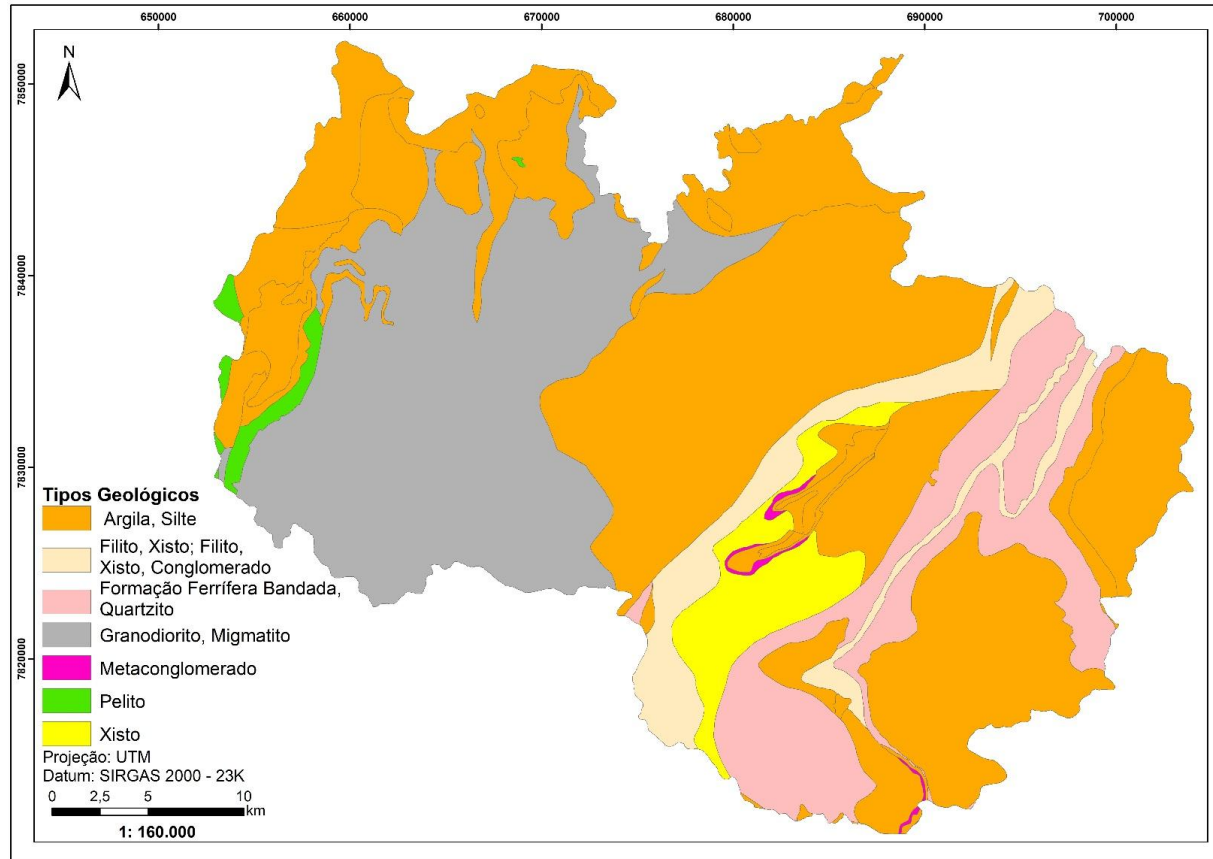 650000 660000 670000 680000 690000 700000
N
7850000
7840000
7830000
7820000
Tipos Geológicos
Argila, Silte
Filito, Xisto; Filito,
Xisto, Conglomerado
Formação Ferrífera Bandada,
Quartzito
Granodiorito, Migmatito
Metaconglomerado
Pelito
Xisto
Projeção: UTM
Datum: SIRGAS 2000 - 23K
0 2,5 5 10
km
1: 160.000